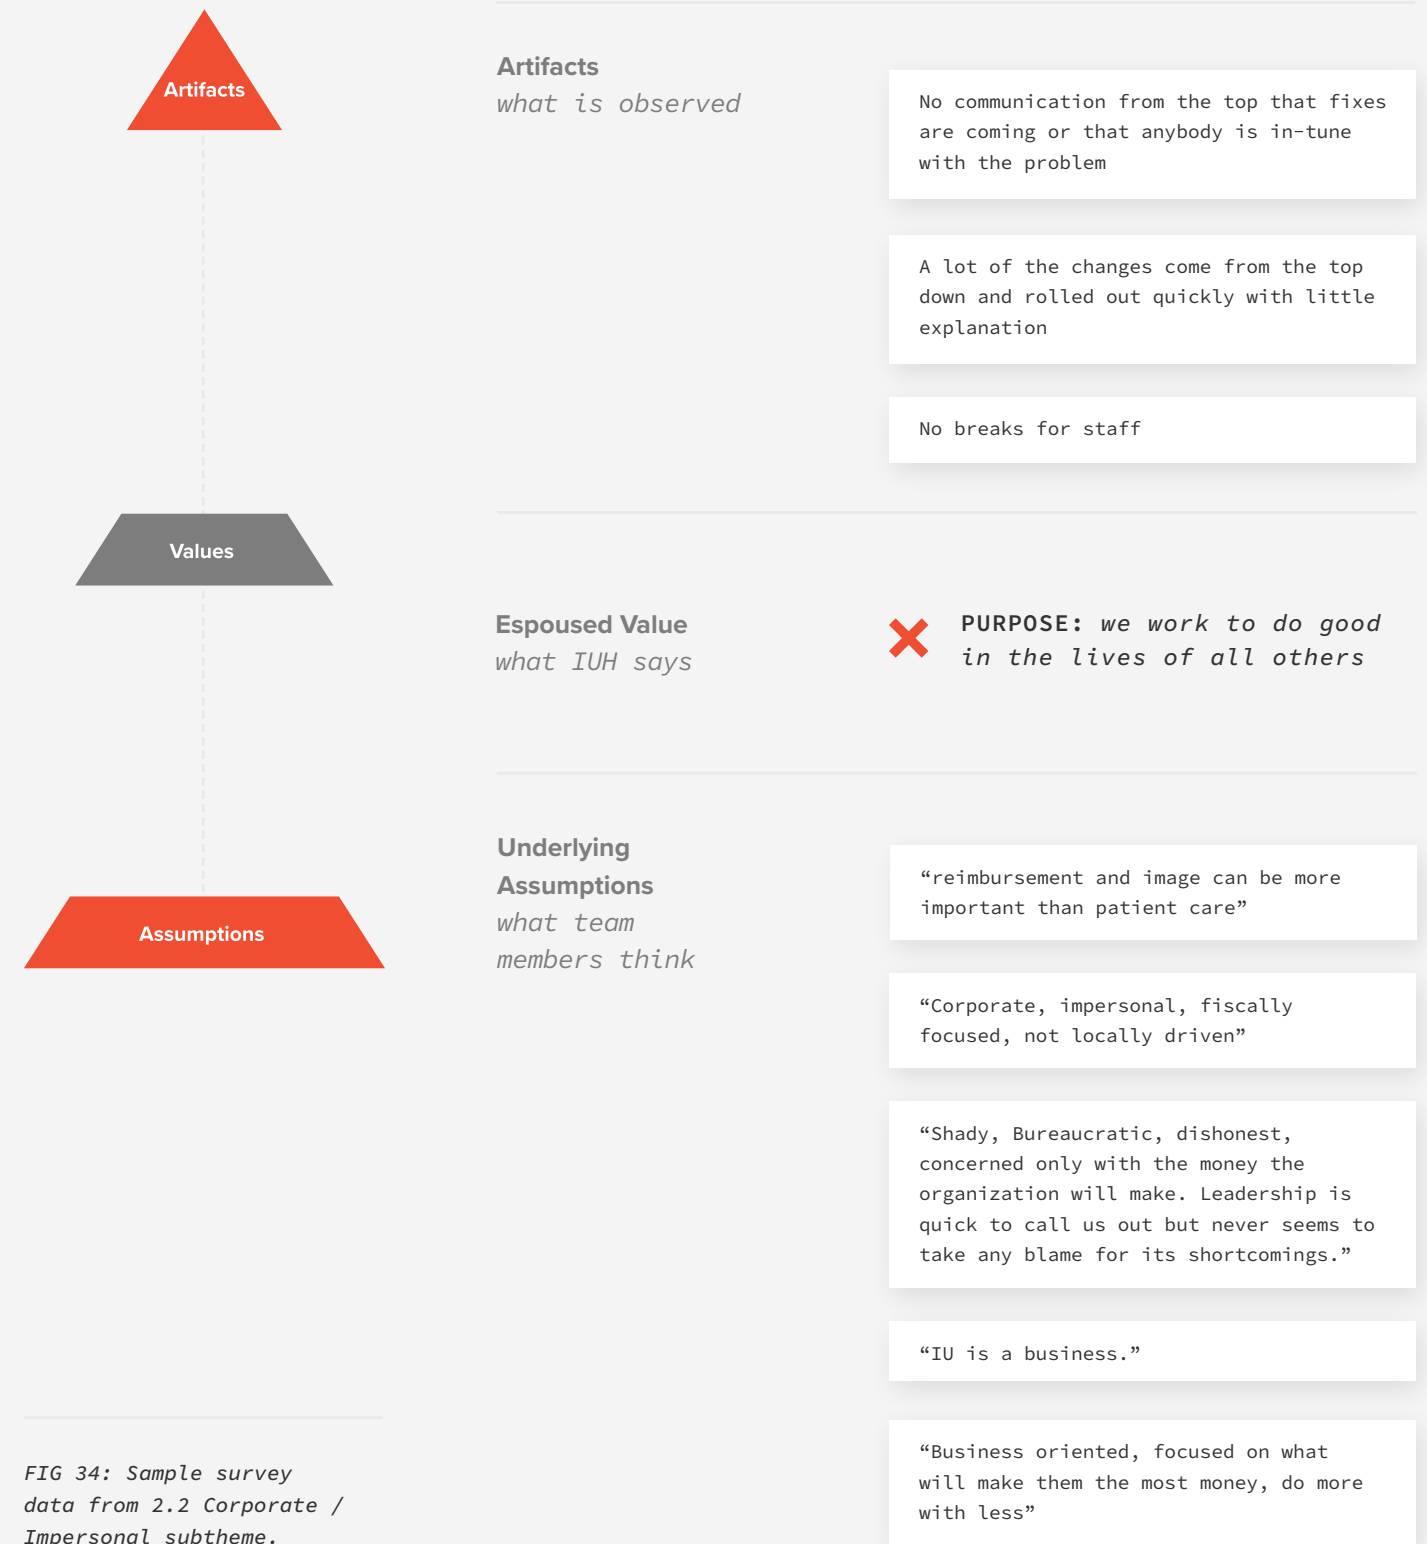 Artifacts
Artifacts
what is observed
No communication from the top that fixes
are coming or that anybody is in-tune
with the problem
A lot of the changes come from the top
down and rolled out quickly with little
explanation
No breaks for staff
Values
Espoused Value
what IUH says
PURPOSE: we work to do good
in the lives of all others
Assumptions
Underlying
Assumptions
what team
members think
“reimbursement and image can be more
important than patient care”
“Corporate, impersonal, fiscally
focused, not locally driven”
“Shady, Bureaucratic, dishonest,
concerned only with the money the
organization will make. Leadership is
quick to call us out but never seems to
take any blame for its shortcomings.”
“IU is a business.”
“Business oriented, focused on what
will make them the most money, do more
with less”
FIG 34: Sample survey
data from 2.2 Corporate /
Impersonal subtheme.